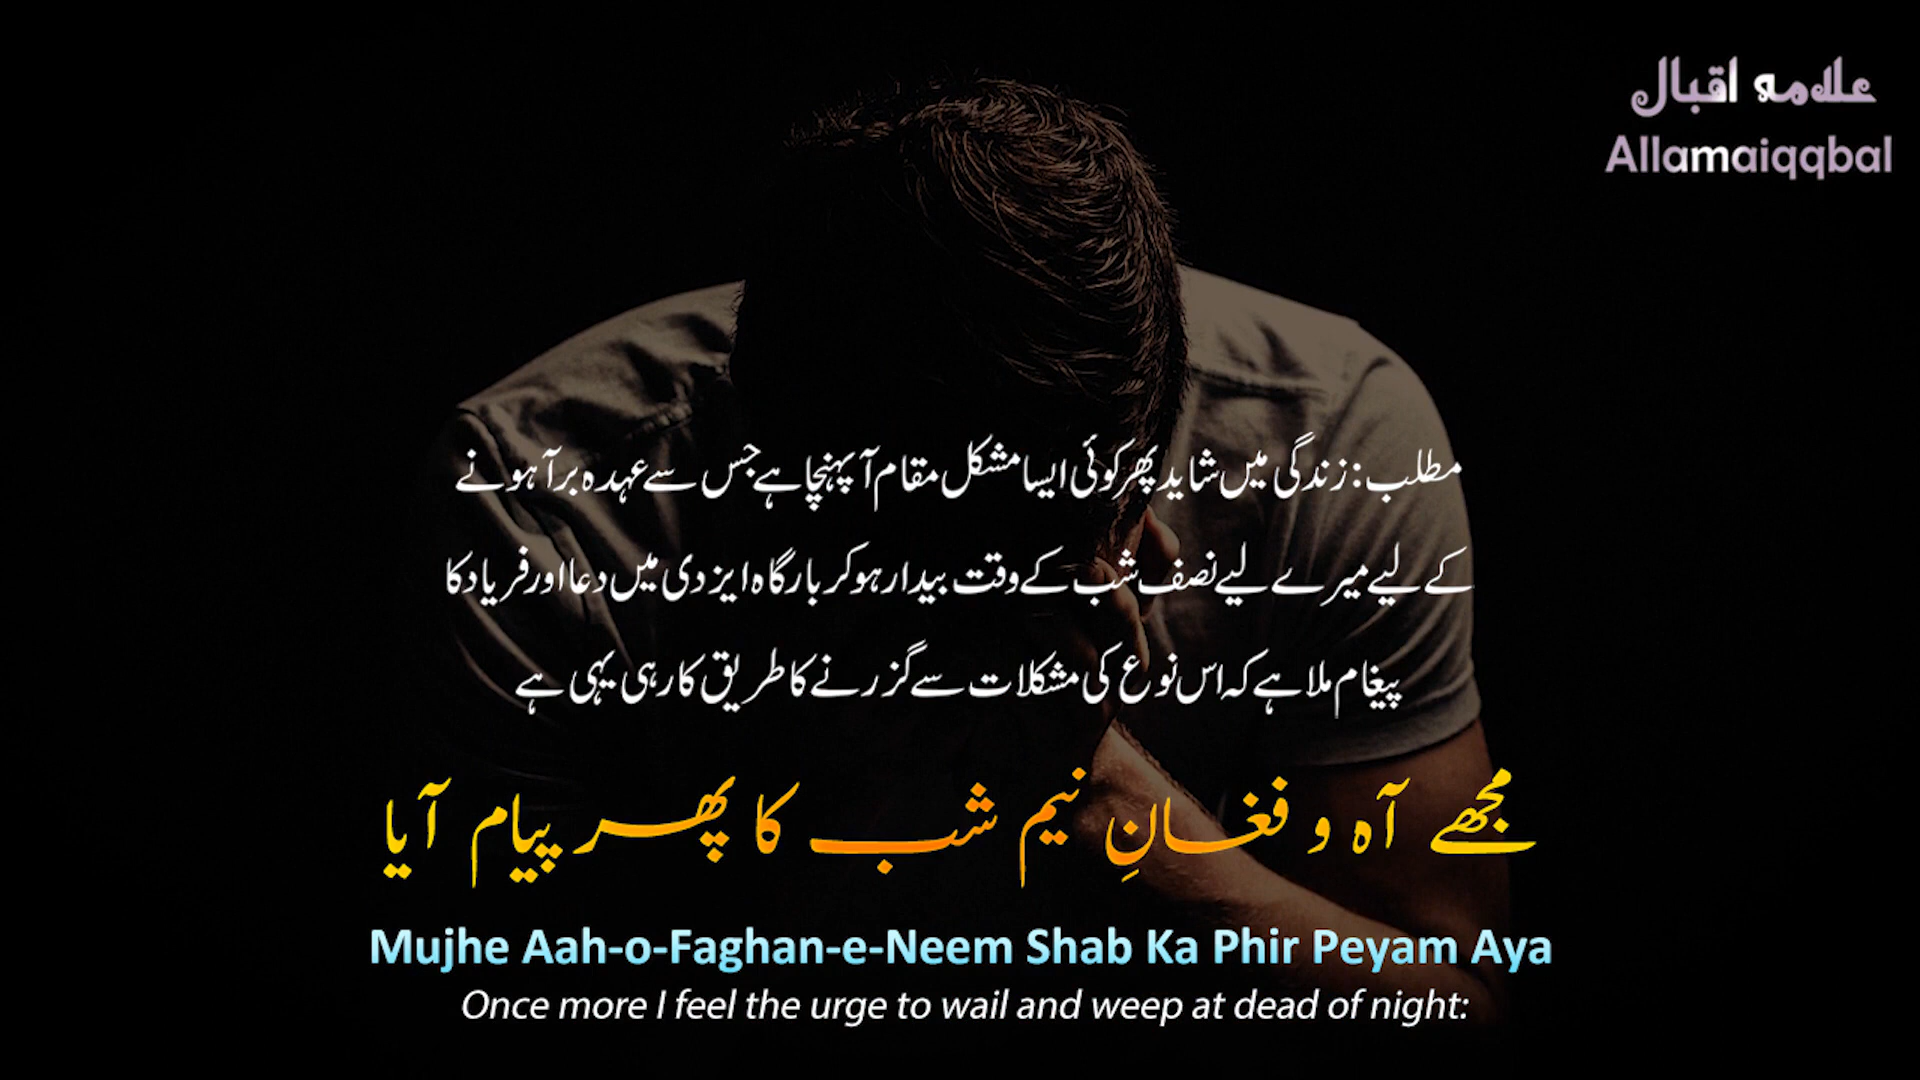 علامہ اقبال
Allamaiqqbal
مطلب: زندگی میں شاید پھر کوئی ایسا مشکل مقام آ پہنچا ہے جس سے عہدہ برآ ہونے
کے لیے میرے لیے نصف شب کے وقت بیدار ہو کر بارگاہ ایزدی میں دعا اور فریاد کا
پیغام ملا ہے کہ اس نوع کی مشکلات سے گزرنے کا طریق کار ہی یہی ہے
مجھے آہ و فغانِ نیم شب کا پھر پیام آیا
Mujhe Aah-o-Faghan-e-Neem Shab Ka Phir Peyam Aya
Once more I feel the urge to wail and weep at dead of night: